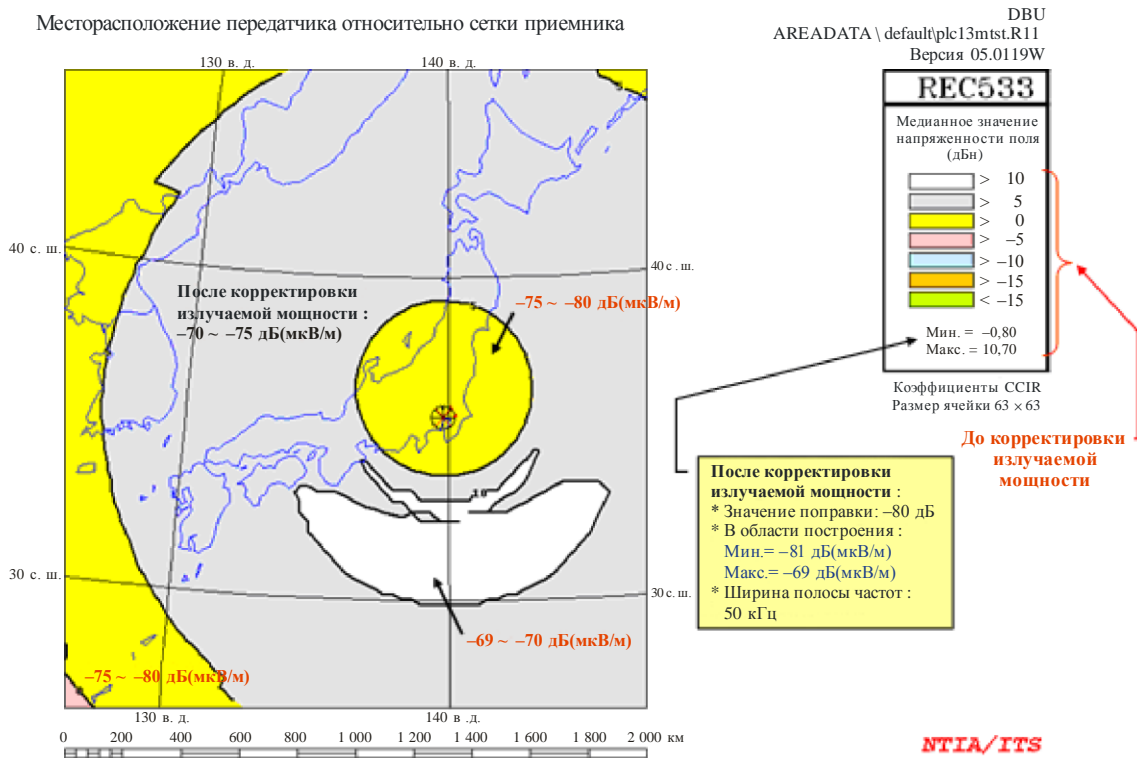 Месторасположение передатчика относительно сетки приемника
DBU
AREADATA \ default\plc13mtst.R11
Версия 05.0119W
130 в. д.
140 в. д.
40 с. ш.
40 с. ш.
30 с. ш.
30 с. ш.
После корректировки
излучаемой мощности :
–70 ~ –75 дБ(мкВ/м)
–75 ~ –80 дБ(мкВ/м)
10
–69 ~ –70 дБ(мкВ/м)
–75 ~ –80 дБ(мкВ/м)
130 в. д.
140 в. д.
0 200 400 600 800 1 000 1 200 1 400 1 600 1 800 2 000 км
REC533
Медианное значение
напряженности поля
(дБн)
> 10
> 5
> 0
> –5
> –10
> –15
< –15
Мин. = –0,80
Макс. = 10,70
Коэффициенты CCIR
Размер ячейки 63 × 63
До корректировки
излучаемой
мощности
После корректировки
излучаемой мощности :
* Значение поправки: –80 дБ
* В области построения :
Мин.= –81 дБ(мкВ/м)
Макс.= –69 дБ(мкВ/м)
* Ширина полосы частот :
50 кГц
NTIA/ITS